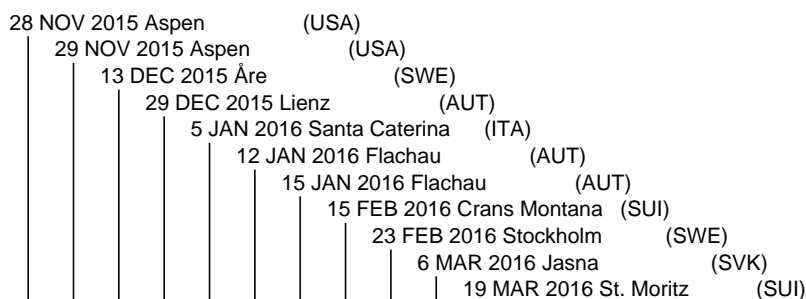 28 NOV 2015 Aspen (USA)
29 NOV 2015 Aspen (USA)
13 DEC 2015 Åre (SWE)
29 DEC 2015 Lienz (AUT)
5 JAN 2016 Santa Caterina (ITA)
12 JAN 2016 Flachau (AUT)
15 JAN 2016 Flachau (AUT)
15 FEB 2016 Crans Montana (SUI)
23 FEB 2016 Stockholm (SWE)
6 MAR 2016 Jasna (SVK)
19 MAR 2016 St. Moritz (SUI)